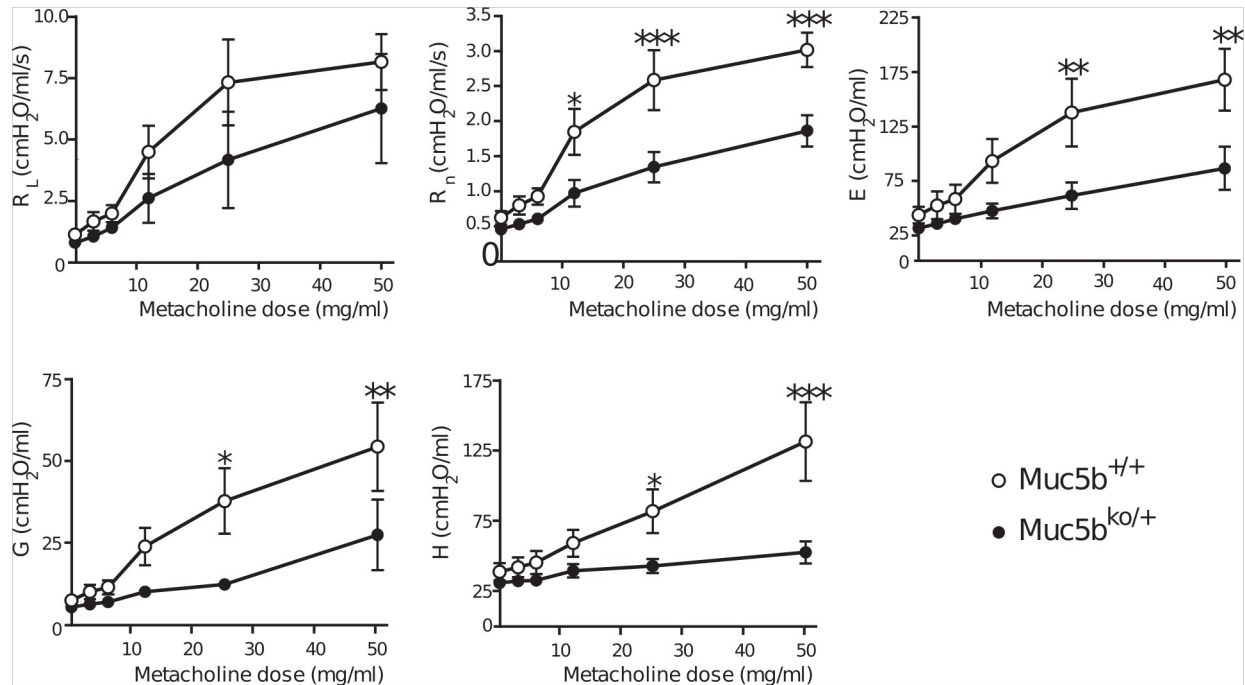 10.0
7.5
5.0
2.5
0
R_L (cmH2O/ml/s)
10 20 30 40 50
Metacholine dose (mg/ml)
3.5
3.0
2.5
2.0
1.5
1.0
0.5
0
R_n (cmH2O/ml/s)
*
***
***
10 20 30 40 50
Metacholine dose (mg/ml)
225
175
125
75
25
0
E (cmH2O/ml)
**
**
10 20 30 40 50
Metacholine dose (mg/ml)
75
50
25
0
G (cmH2O/ml)
*
**
10 20 30 40 50
Metacholine dose (mg/ml)
175
125
75
25
0
H (cmH2O/ml)
*
***
10 20 30 40 50
Metacholine dose (mg/ml)
Muc5b+/+
Muc5bko/+